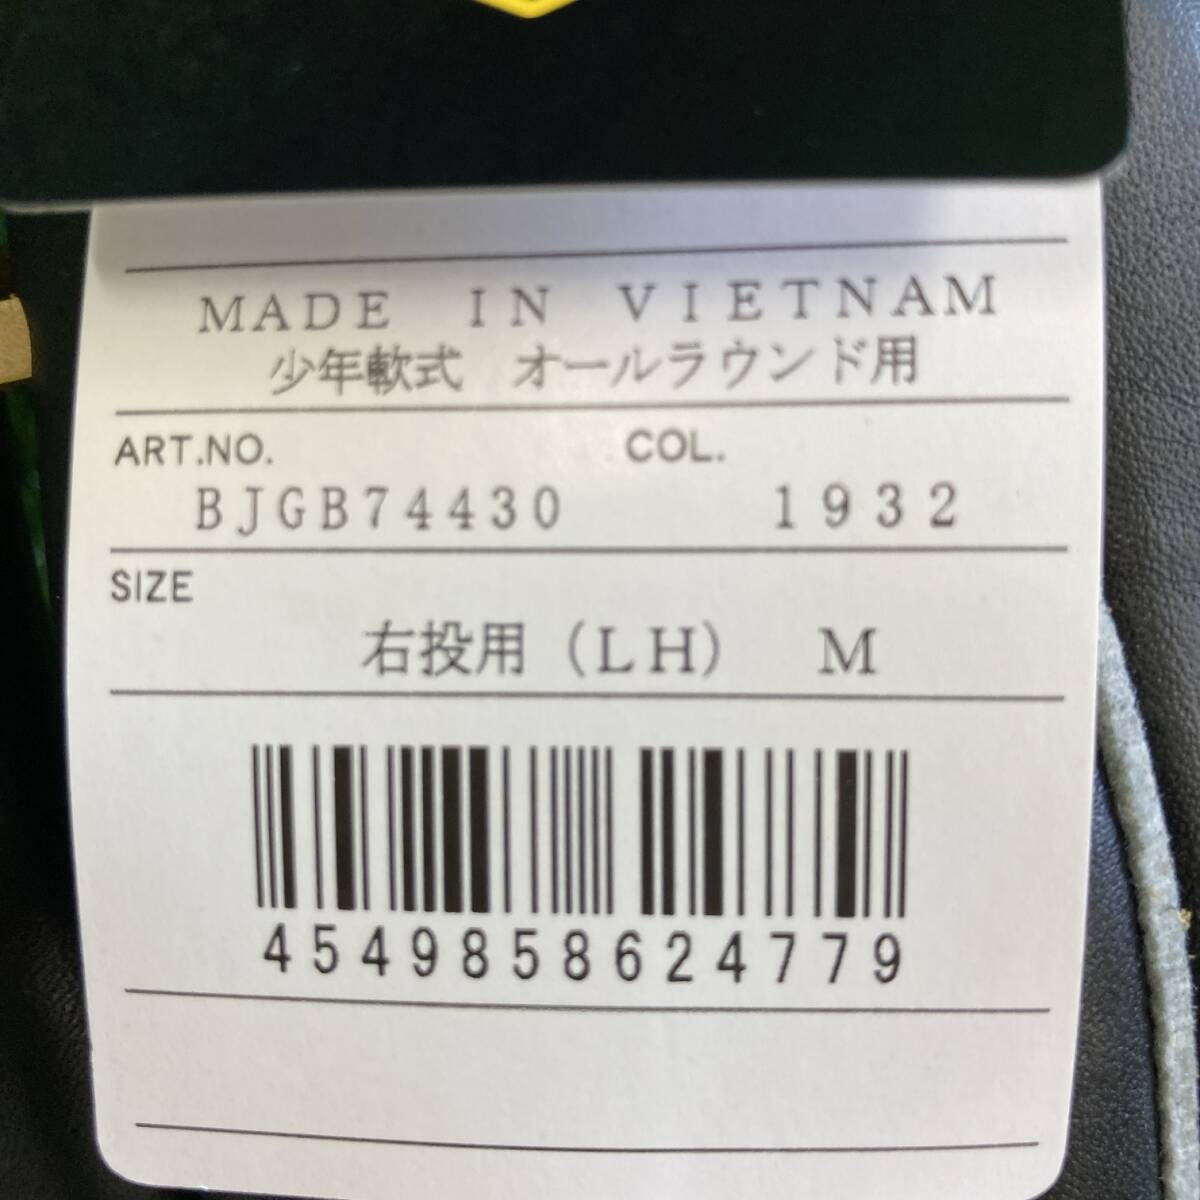 MADE IN VIETNAM
少年軟式 オールラウンド用
ART.NO. COL.
BJGB74430 1932
SIZE
右投用(LH) M
4549858624779